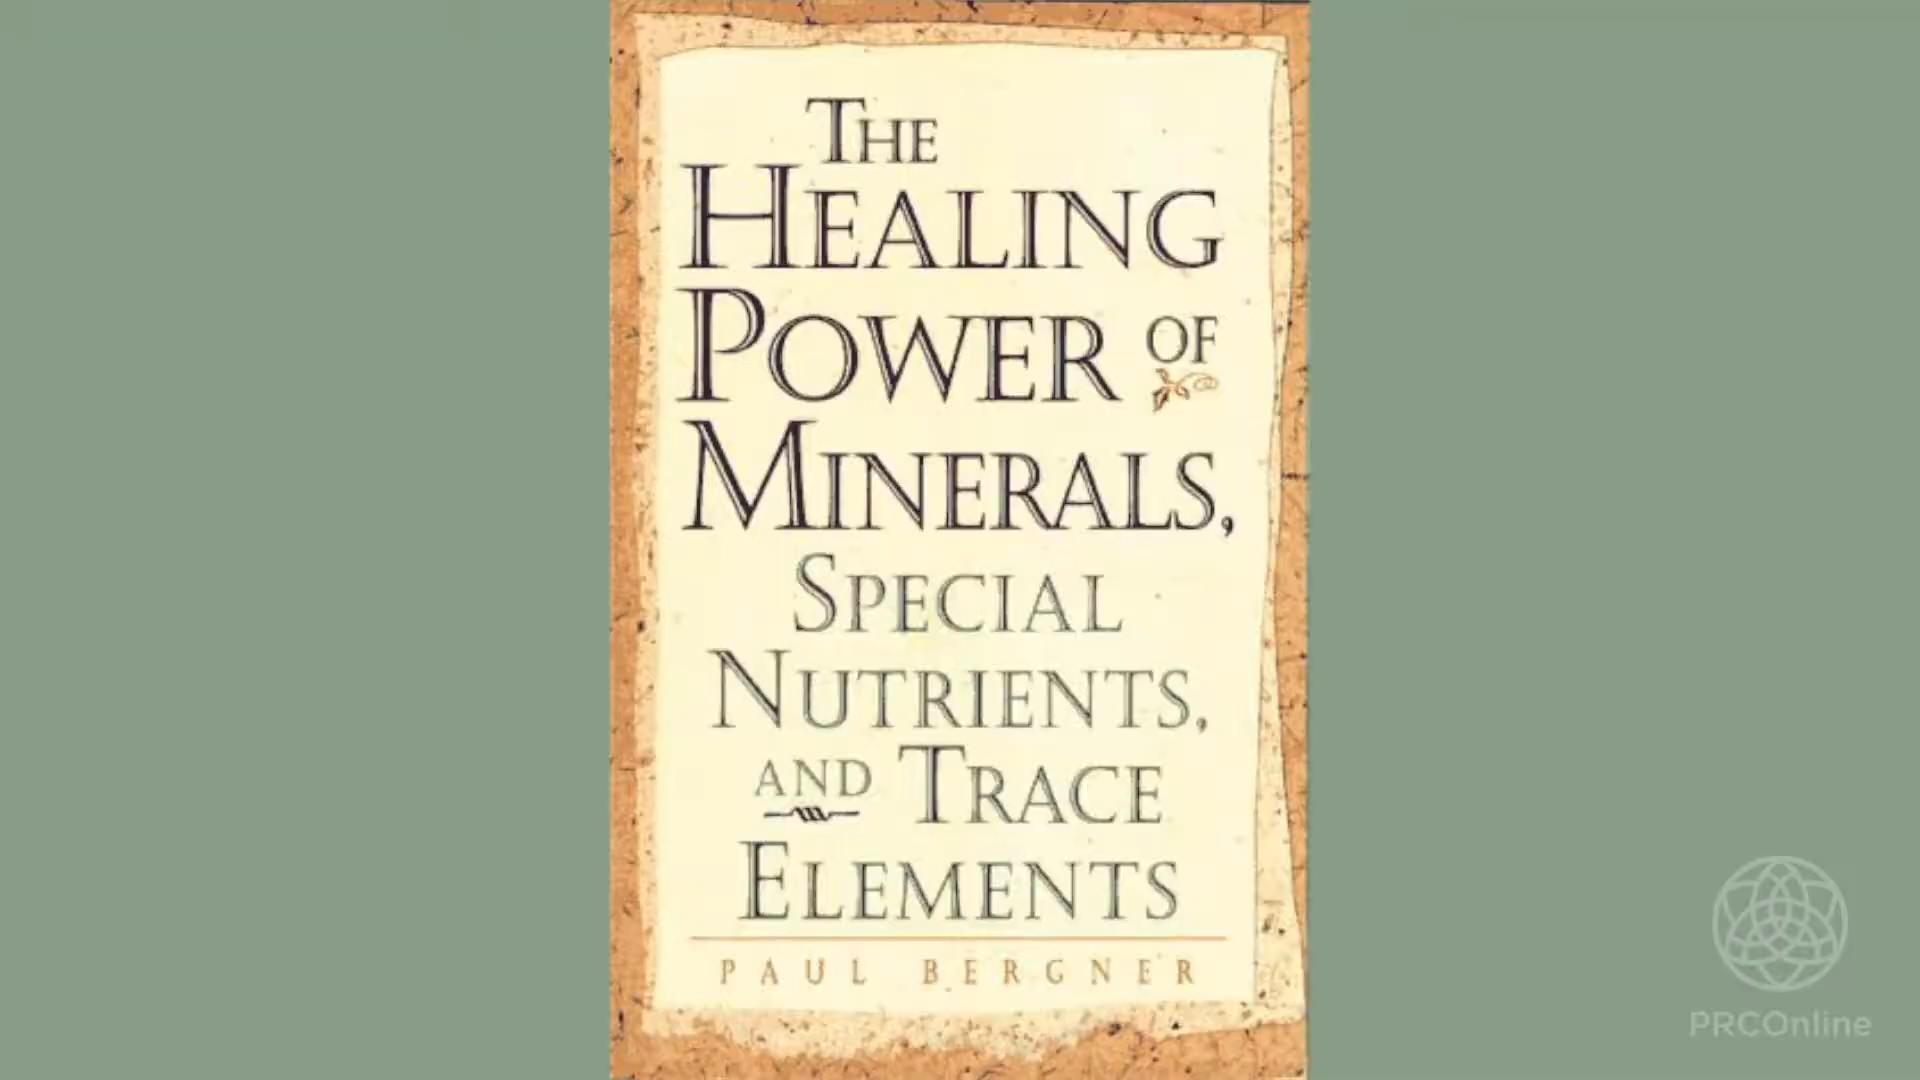 THE
HEALING
POWER OF
MINERALS,
SPECIAL
NUTRIENTS,
AND TRACE
ELEMENTS
PAUL BERGNER
PRCOnline